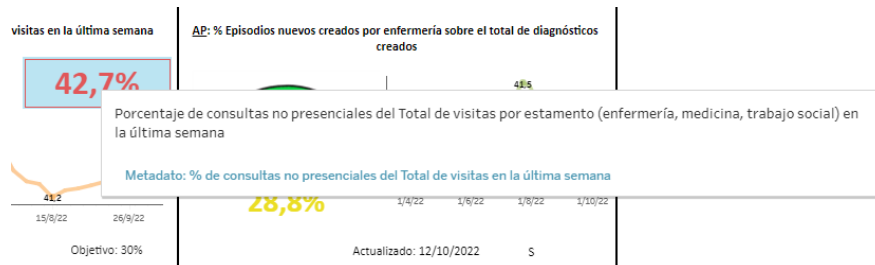 visitas en la última semana
AP: % Episodios nuevos creados por enfermería sobre el total de diagnósticos
creados
42,7%
41.5
Porcentaje de consultas no presenciales del Total de visitas por estamento (enfermería, medicina, trabajo social) en
la última semana
Metadato: % de consultas no presenciales del Total de visitas en la última semana
41.2
28,8%
15/8/22 26/9/22
1/4/22 1/6/22 1/8/22 1/10/22
Objetivo: 30%
Actualizado: 12/10/2022
S